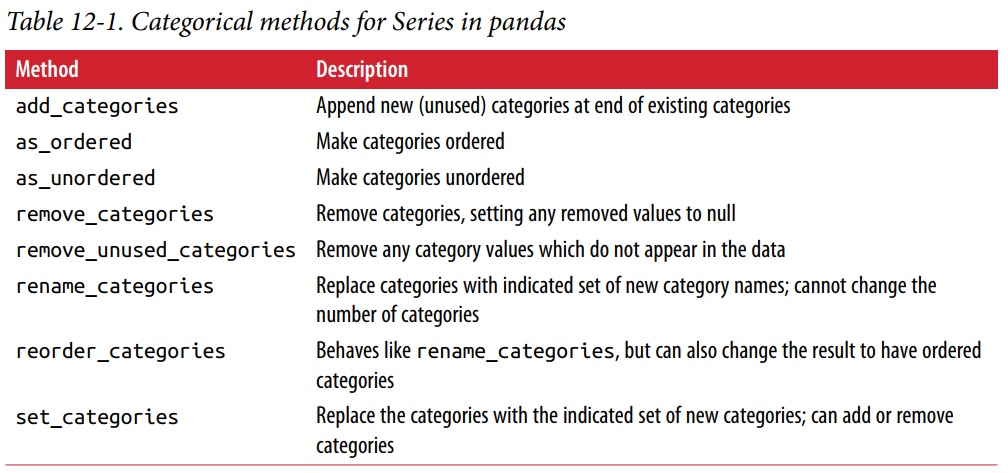 Table 12-1. Categorical methods for Series in pandas
Method Description
add_categories Append new (unused) categories at end of existing categories
as_ordered Make categories ordered
as_unordered Make categories unordered
remove_categories Remove categories, setting any removed values to null
remove_unused_categories Remove any category values which do not appear in the data
rename_categories Replace categories with indicated set of new category names; cannot change the
number of categories
reorder_categories Behaves like rename_categories, but can also change the result to have ordered
categories
set_categories Replace the categories with the indicated set of new categories; can add or remove
categories